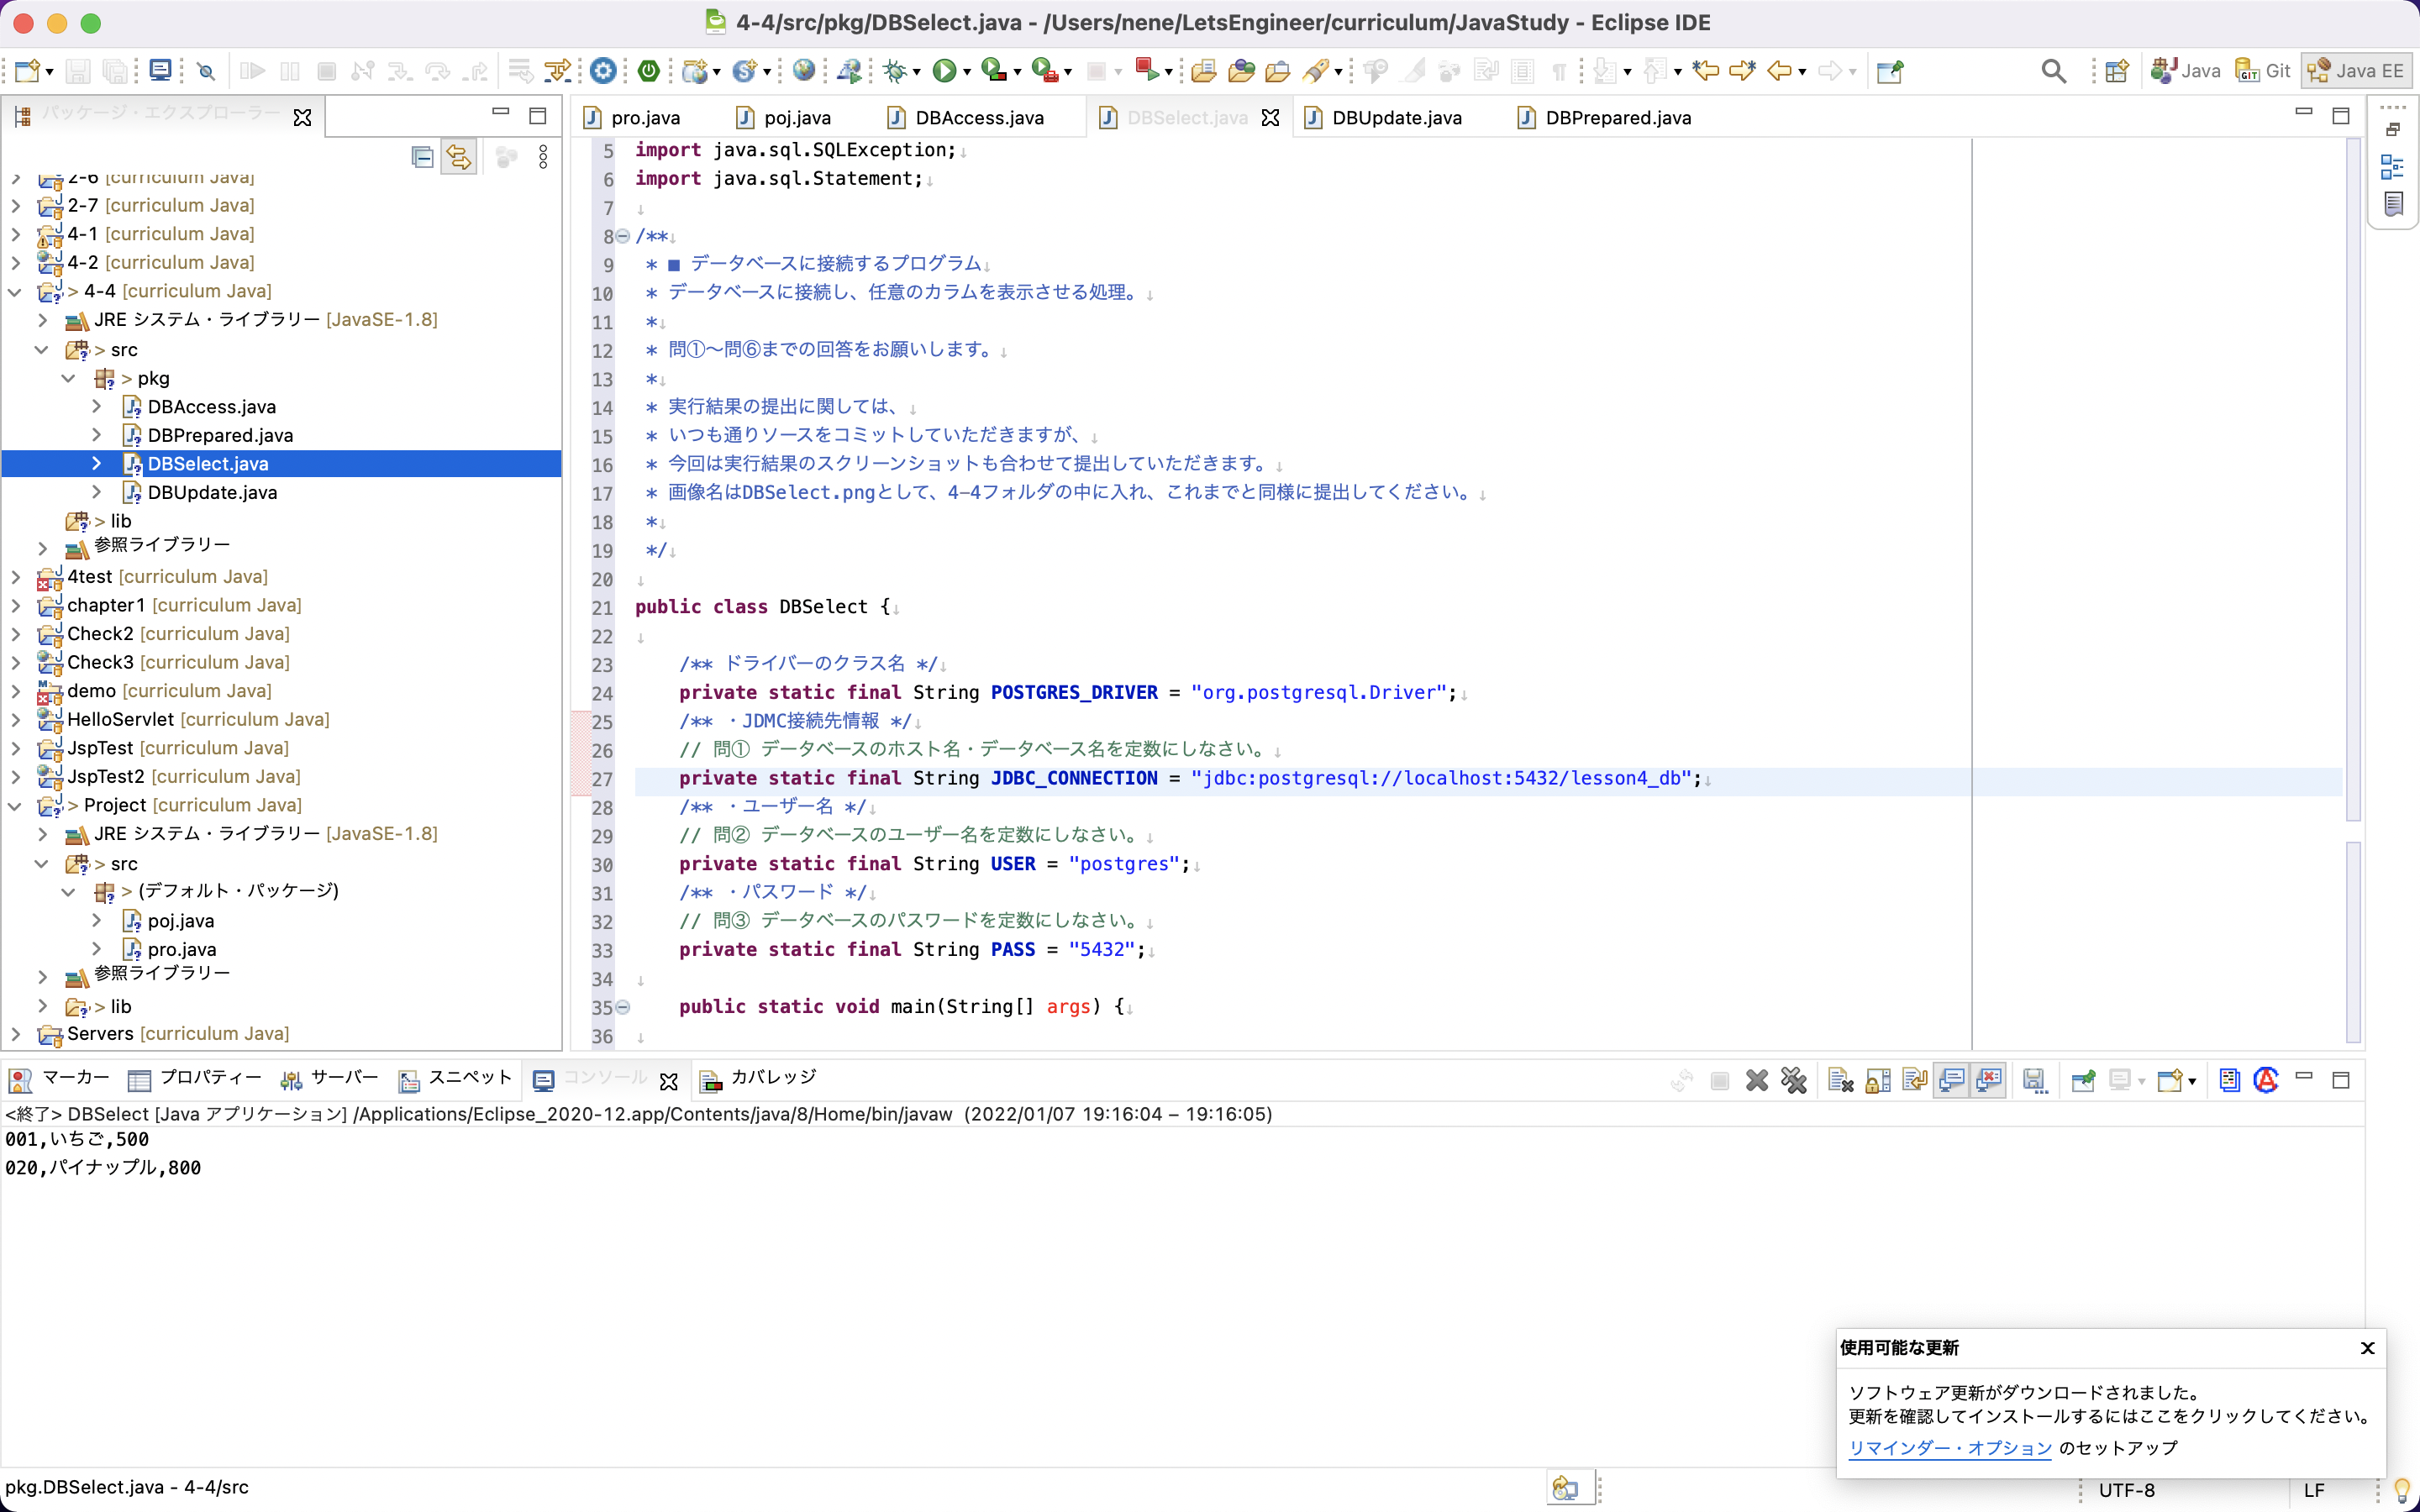 4-4/src/pkg/DBSelect.java - /Users/nene/LetsEngineer/curriculum/JavaStudy - Eclipse IDE
Java Git Java EE
パッケージ・エクスプローラー
2-6 [curriculum Java]
2-7 [curriculum Java]
4-1 [curriculum Java]
4-2 [curriculum Java]
> 4-4 [curriculum Java]
JRE システム・ライブラリー [JavaSE-1.8]
> src
> pkg
DBAccess.java
DBPrepared.java
DBSelect.java
DBUpdate.java
> lib
参照ライブラリー
4test [curriculum Java]
chapter1 [curriculum Java]
Check2 [curriculum Java]
Check3 [curriculum Java]
demo [curriculum Java]
HelloServlet [curriculum Java]
JspTest [curriculum Java]
JspTest2 [curriculum Java]
> Project [curriculum Java]
JRE システム・ライブラリー [JavaSE-1.8]
> src
> (デフォルト・パッケージ)
poj.java
pro.java
参照ライブラリー
> lib
Servers [curriculum Java]
pro.java poj.java DBAccess.java DBSelect.java DBUpdate.java DBPrepared.java
5 import java.sql.SQLException;↓
6 import java.sql.Statement;↓
7 ↓
8 /**↓
9 * ■ データベースに接続するプログラム↓
10 * データベースに接続し、任意のカラムを表示させる処理。↓
11 *↓
12 * 問①〜問⑥までの回答をお願いします。↓
13 *↓
14 * 実行結果の提出に関しては、↓
15 * いつも通りソースをコミットしていただきますが、↓
16 * 今回は実行結果のスクリーンショットも合わせて提出していただきます。↓
17 * 画像名はDBSelect.pngとして、4−4フォルダの中に入れ、これまでと同様に提出してください。↓
18 *↓
19 */↓
20 ↓
21 public class DBSelect {↓
22 ↓
23 /** ドライバーのクラス名 */↓
24 private static final String POSTGRES_DRIVER = "org.postgresql.Driver";↓
25 /** ・JDMC接続先情報 */↓
26 // 問① データベースのホスト名・データベース名を定数にしなさい。↓
27 private static final String JDBC_CONNECTION = "jdbc:postgresql://localhost:5432/lesson4_db";↓
28 /** ・ユーザー名 */↓
29 // 問② データベースのユーザー名を定数にしなさい。↓
30 private static final String USER = "postgres";↓
31 /** ・パスワード */↓
32 // 問③ データベースのパスワードを定数にしなさい。↓
33 private static final String PASS = "5432";↓
34 ↓
35 public static void main(String[] args) {↓
36 ↓
マーカー プロパティー サーバー スニペット コンソール カバレッジ
<終了> DBSelect [Java アプリケーション] /Applications/Eclipse_2020-12.app/Contents/java/8/Home/bin/javaw (2022/01/07 19:16:04 – 19:16:05)
001,いちご,500
020,パイナップル,800
使用可能な更新
ソフトウェア更新がダウンロードされました。
更新を確認してインストールするにはここをクリックしてください。
リマインダー・オプション のセットアップ
pkg.DBSelect.java - 4-4/src
UTF-8 LF